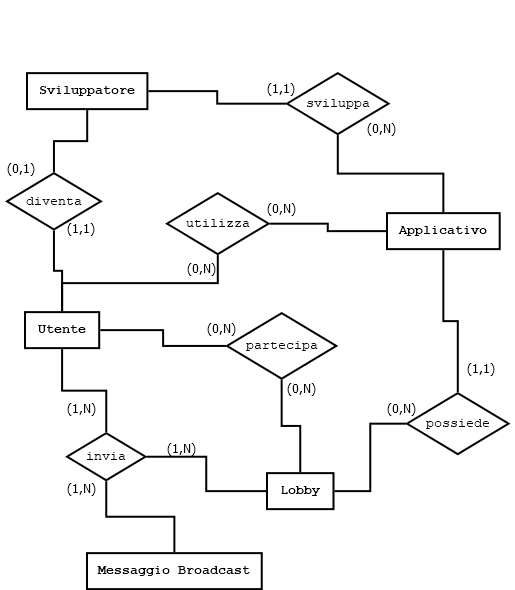 Sviluppatore
(1,1)
sviluppa
(0,N)
(0,1)
diventa
(1,1)
utilizza
(0,N)
(0,N)
Applicativo
Utente
(0,N)
partecipa
(0,N)
(1,1)
(0,N)
possiede
(1,N)
invia
(1,N)
(1,N)
Lobby
Messaggio Broadcast